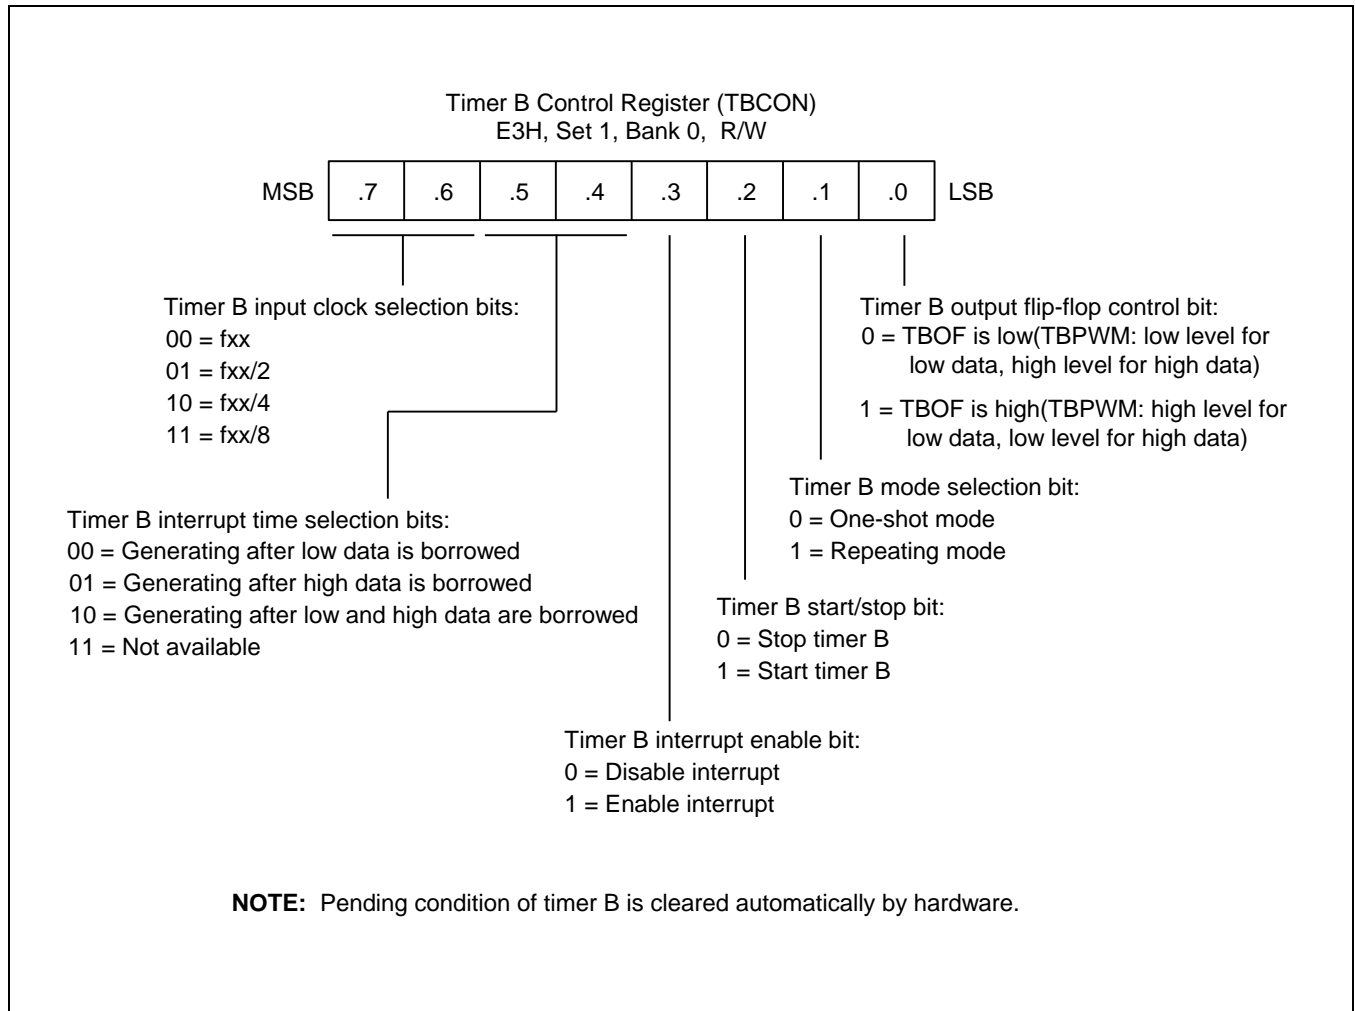 Timer B Control Register (TBCON)
E3H, Set 1, Bank 0, R/W
MSB .7 .6 .5 .4 .3 .2 .1 .0 LSB
Timer B input clock selection bits:
00 = fxx
01 = fxx/2
10 = fxx/4
11 = fxx/8
Timer B output flip-flop control bit:
0 = TBOF is low(TBPWM: low level for
low data, high level for high data)
1 = TBOF is high(TBPWM: high level for
low data, low level for high data)
Timer B interrupt time selection bits:
00 = Generating after low data is borrowed
01 = Generating after high data is borrowed
10 = Generating after low and high data are borrowed
11 = Not available
Timer B mode selection bit:
0 = One-shot mode
1 = Repeating mode
Timer B start/stop bit:
0 = Stop timer B
1 = Start timer B
Timer B interrupt enable bit:
0 = Disable interrupt
1 = Enable interrupt
NOTE: Pending condition of timer B is cleared automatically by hardware.